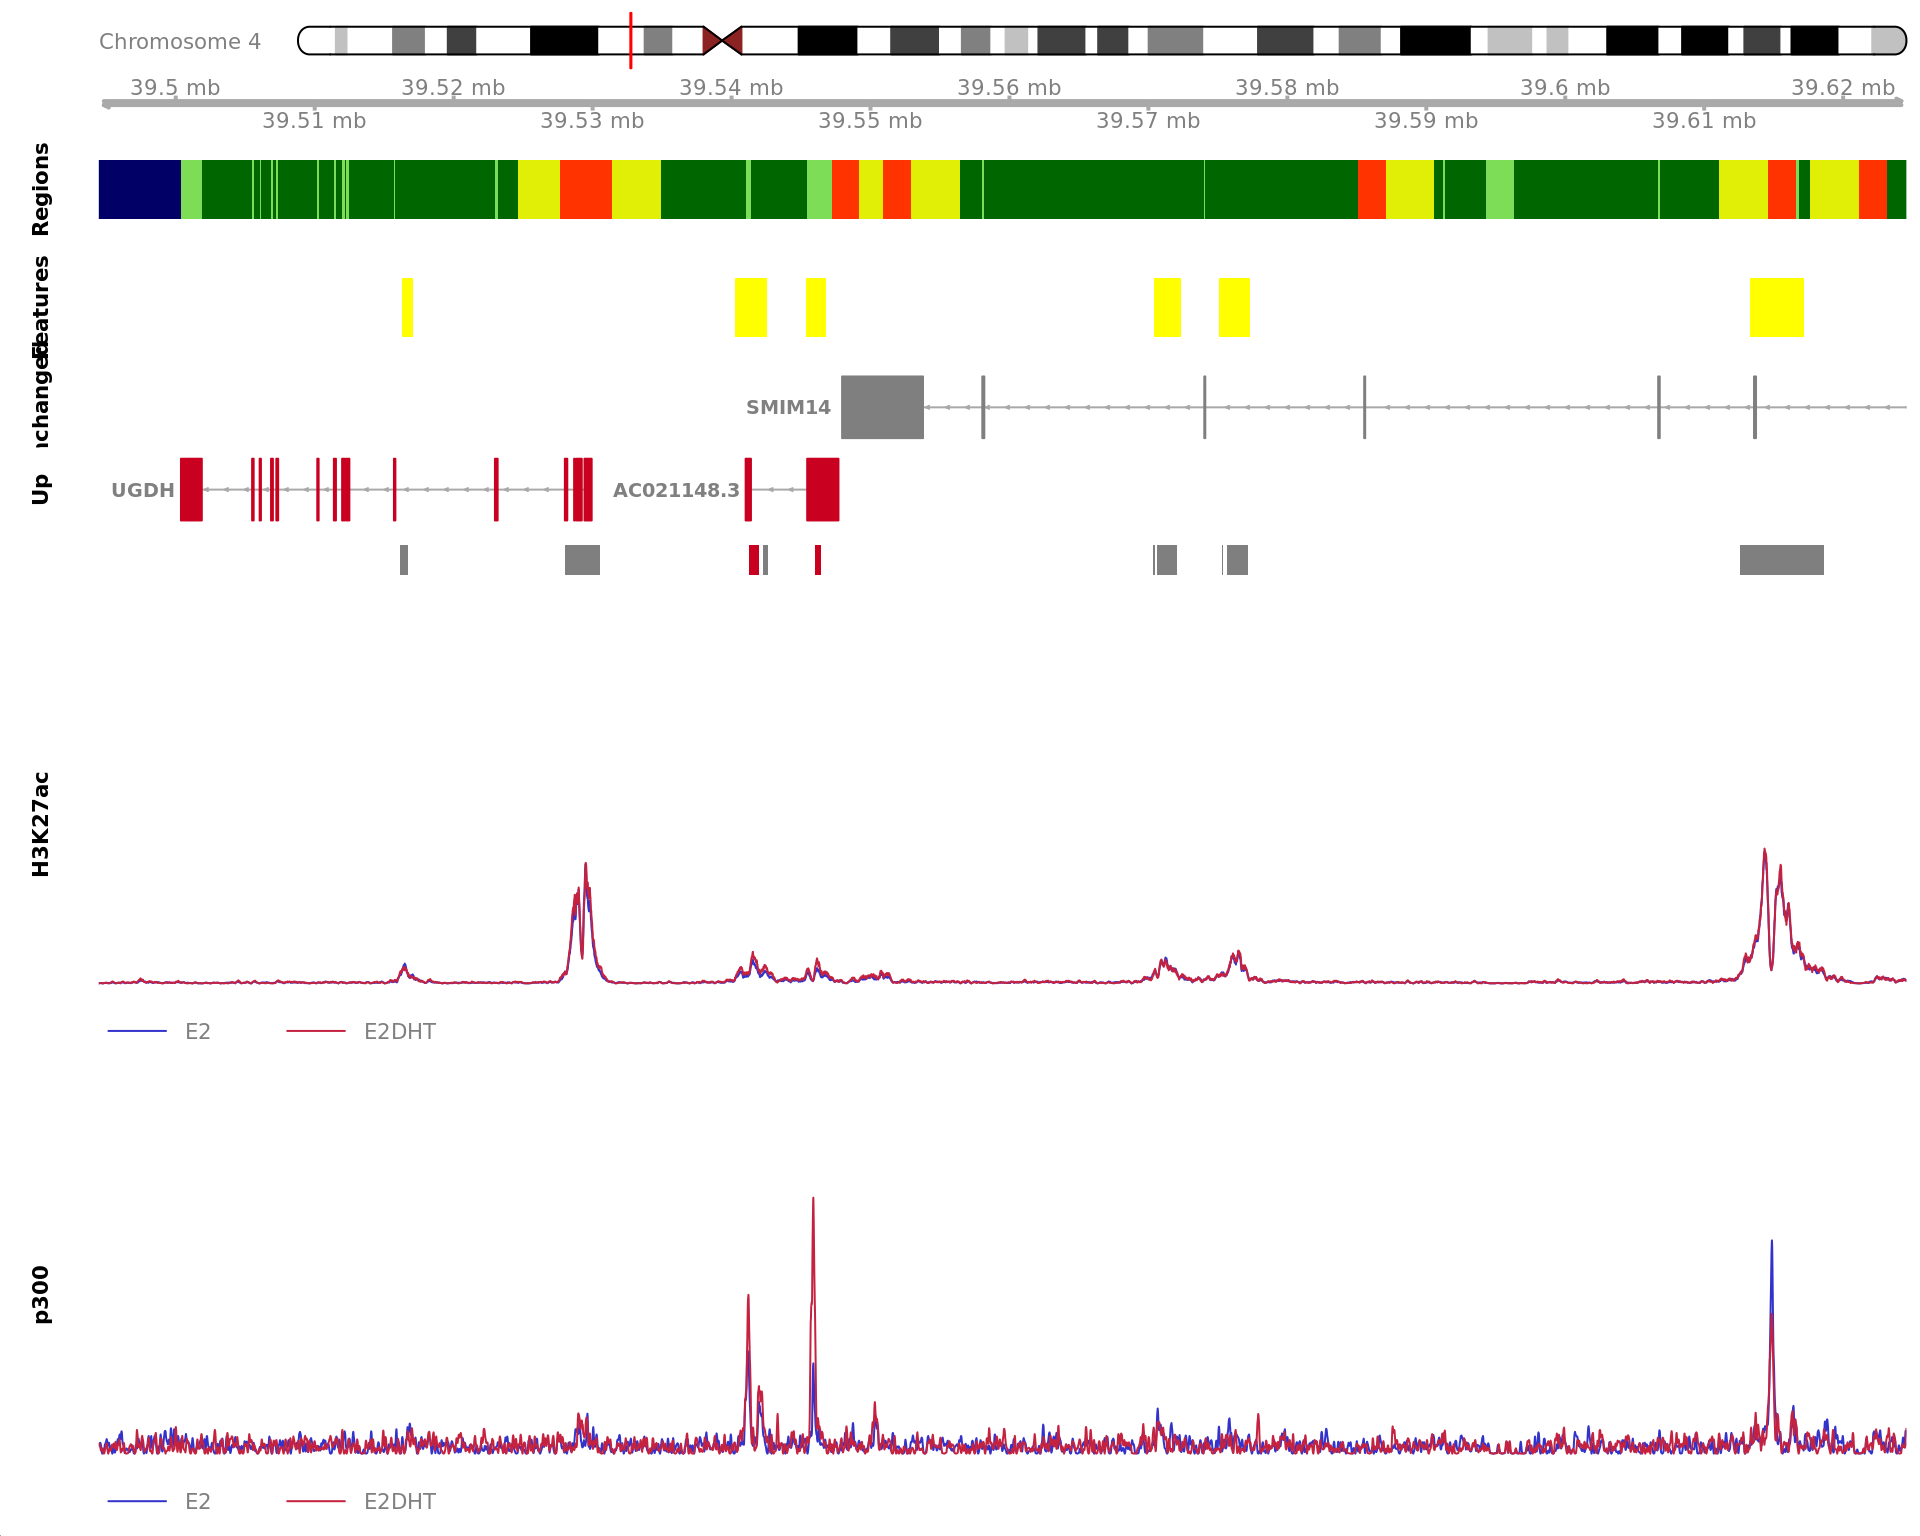 Chromosome 4
39.5 mb 39.52 mb 39.54 mb 39.56 mb 39.58 mb 39.6 mb 39.62 mb
39.51 mb 39.53 mb 39.55 mb 39.57 mb 39.59 mb 39.61 mb
Regions
Features
SMIM14
Up
UGDH AC021148.3
H3K27ac
E2 E2DHT
p300
E2 E2DHT